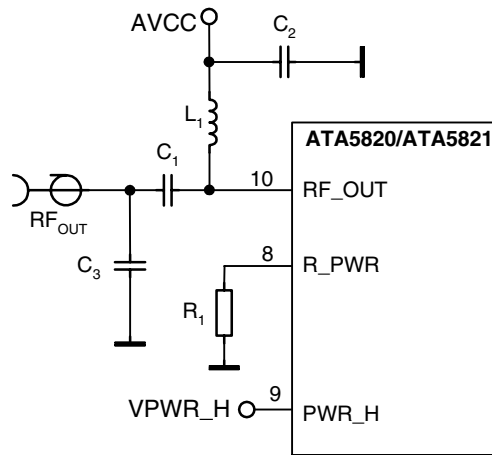 AVCC
C2
L1
ATA5820/ATA5821
C1
10
RF_OUT
RFOUT
8
R_PWR
C3
R1
9
VPWR_H
PWR_H